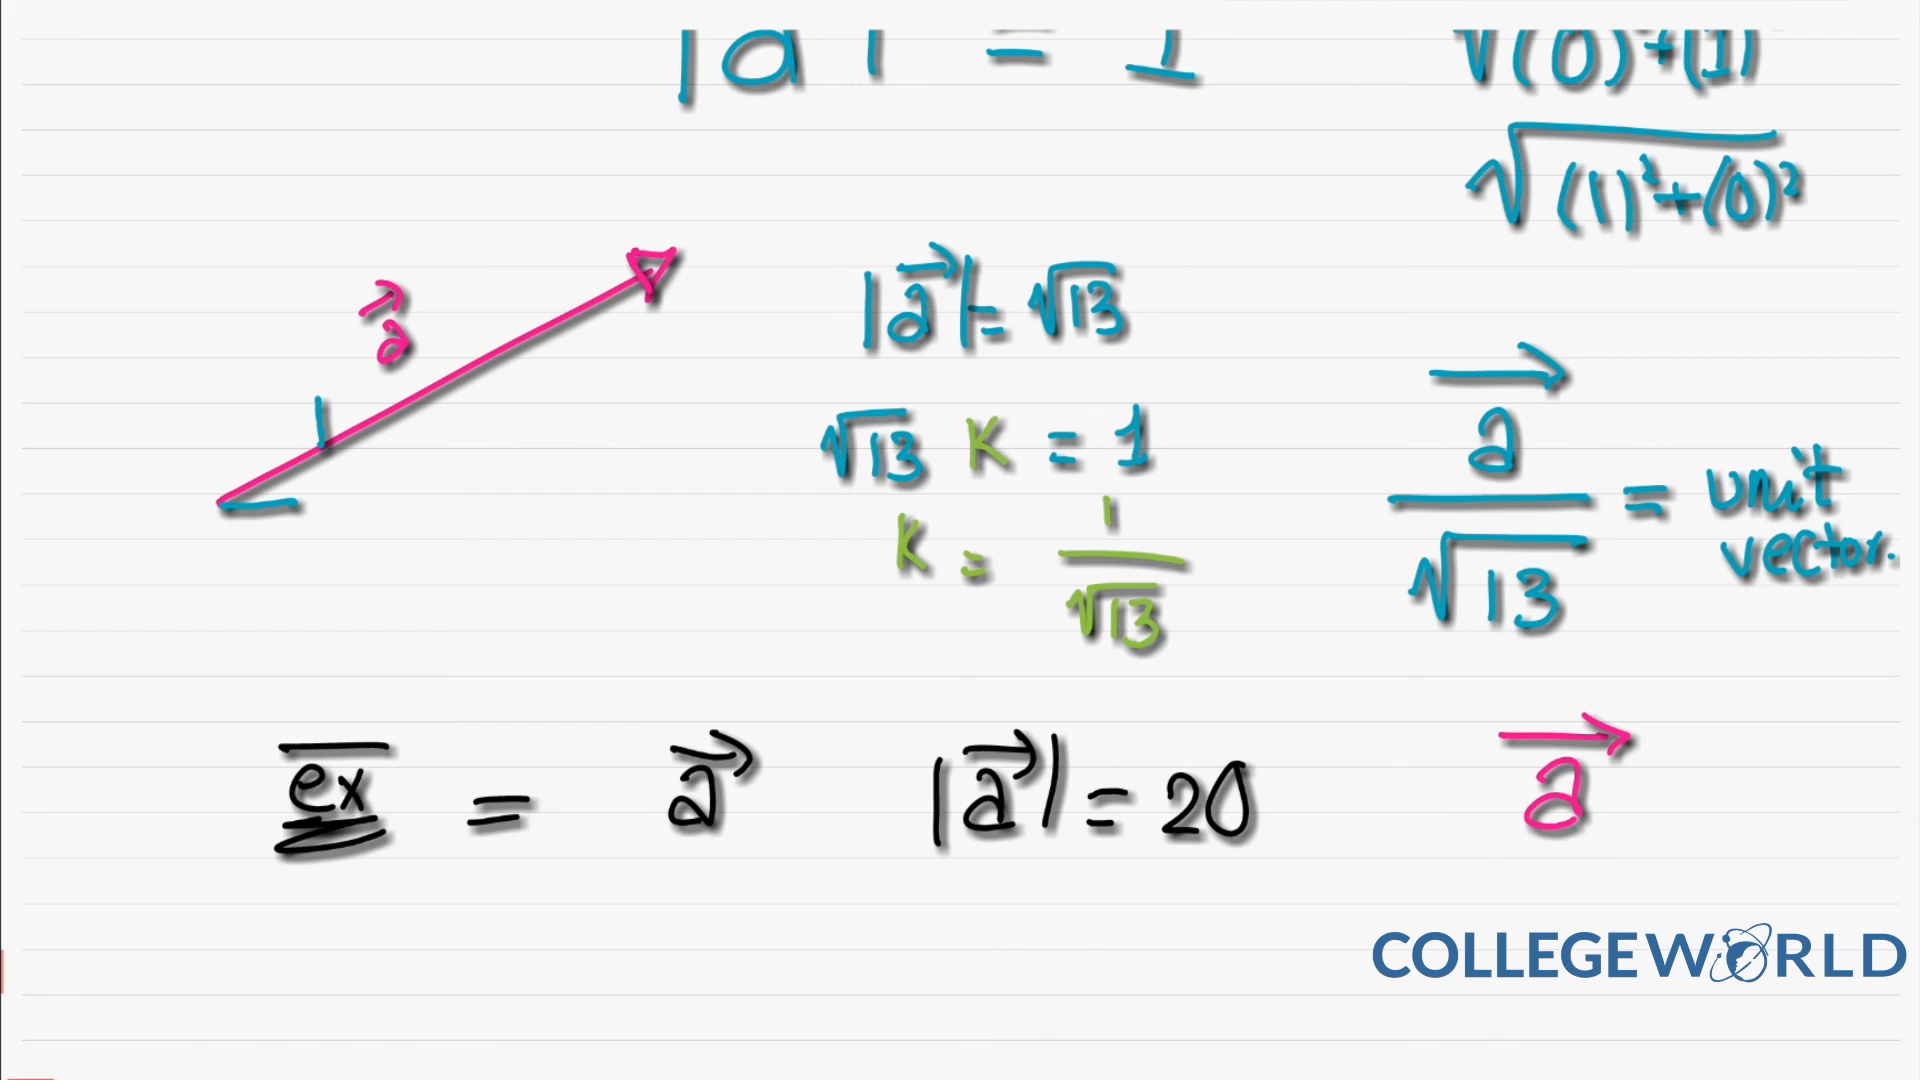 |a| = 1
√(0)²+(1)
√(1)²+(0)²
a⃗
|a⃗| = √13
√13 K = 1
K = 1/√13
a⃗/√13 = unit vector.
ex = a⃗ |a⃗| = 20 a⃗
COLLEGEWORLD